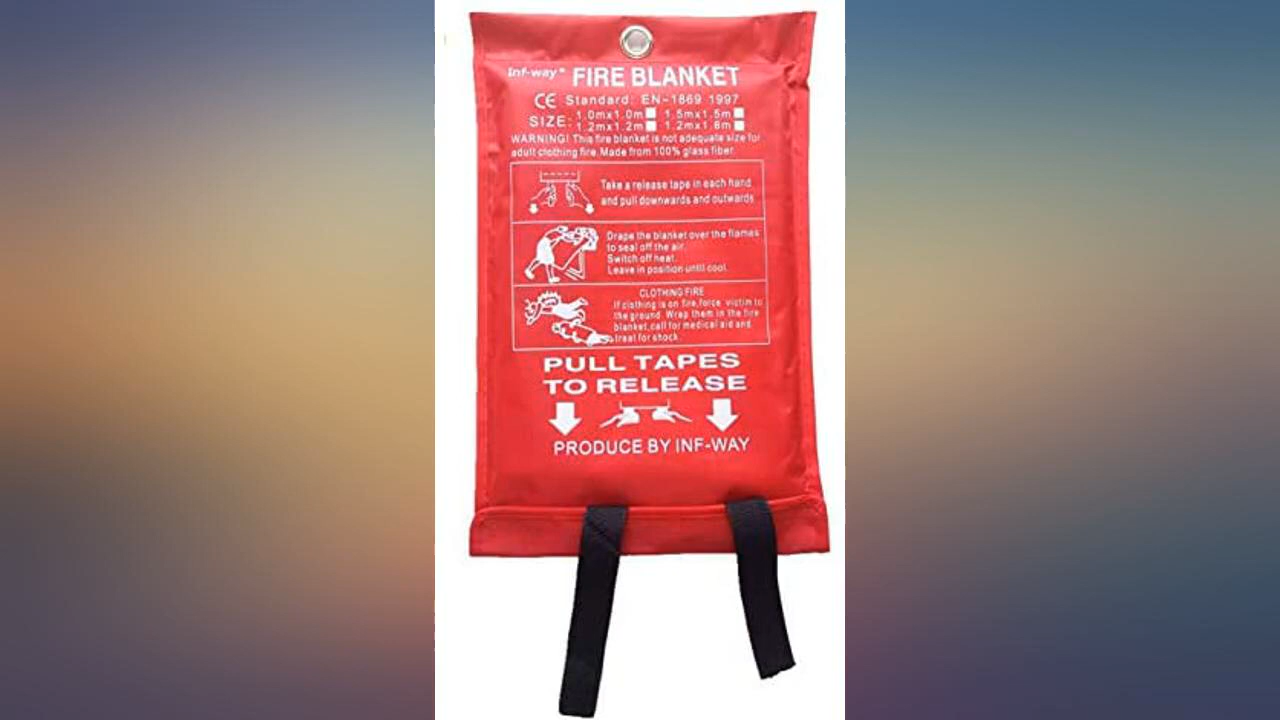 Inf-way® FIRE BLANKET
CE Standard: EN-1869 1997
SIZE: 1.0mx1.0m 1.5mx1.5m
1.2mx1.2m 1.2mx1.8m
WARNING! This fire blanket is not adequate size for
adult clothing fire.Made from 100% glass fiber.
Take a release tape in each hand
and pull downwards and outwards
Drape the blanket over the flames
to seal off the air.
Switch off heat.
Leave in position until cool.
CLOTHING FIRE
If clothing is on fire,force victim to
the ground. Wrap them in the fire
blanket,call for medical aid and
treat for shock.
PULL TAPES
TO RELEASE
PRODUCE BY INF-WAY